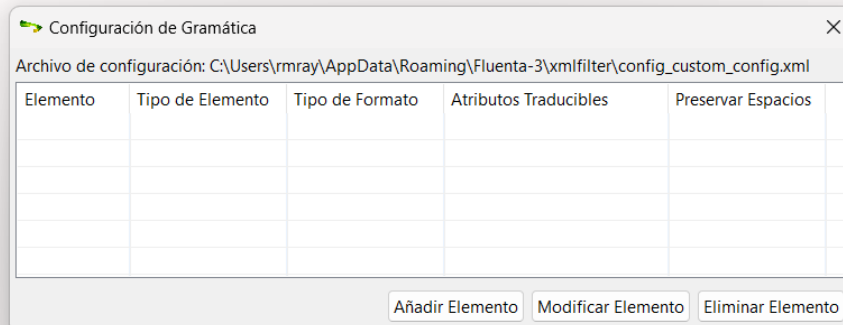 Configuración de Gramática
Archivo de configuración: C:\Users\rmray\AppData\Roaming\Fluenta-3\xmlfilter\config_custom_config.xml
Elemento Tipo de Elemento Tipo de Formato Atributos Traducibles Preservar Espacios
Añadir Elemento Modificar Elemento Eliminar Elemento